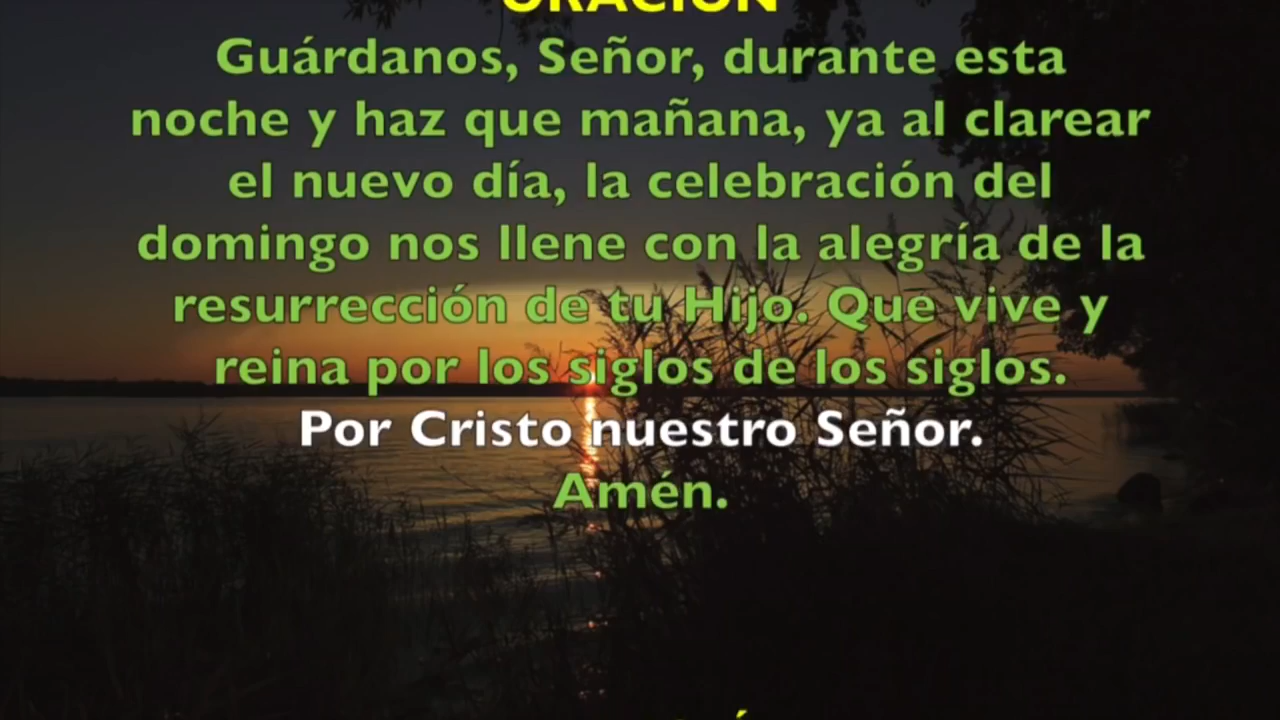 ORACIÓN
Guárdanos, Señor, durante esta
noche y haz que mañana, ya al clarear
el nuevo día, la celebración del
domingo nos llene con la alegría de la
resurrección de tu Hijo. Que vive y
reina por los siglos de los siglos.
Por Cristo nuestro Señor.
Amén.